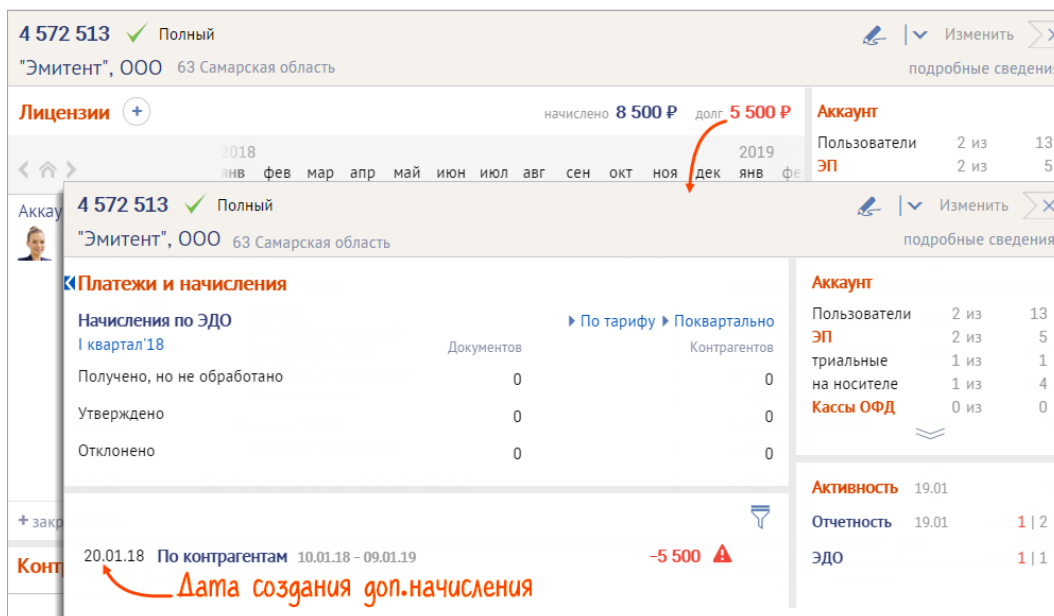 4 572 513 Полный Изменить
"Эмитент", ООО 63 Самарская область подробные сведени
Лицензии + начислено 8 500 ₽ долг 5 500 ₽ Аккаунт
Пользователи 2 из 13
2018 2019
янв фев мар апр май июн июл авг сен окт ноя дек янв фе
ЭП 2 из 5
Аккау
4 572 513 Полный Изменить
"Эмитент", ООО 63 Самарская область подробные сведения
Платежи и начисления Аккаунт
Начисления по ЭДО По тарифу Поквартально Пользователи 2 из 13
I квартал'18 Документов Контрагентов ЭП 2 из 5
триальные 1 из 1
Получено, но не обработано 0 0 на носителе 1 из 4
Утверждено 0 0 Кассы ОФД 0 из 0
Отклонено 0 0
Активность 19.01
+ закр Отчетность 19.01 1 | 2
20.01.18 По контрагентам 10.01.18 – 09.01.19 -5 500 ЭДО 1 | 1
Конт
Дата создания доп.начисления